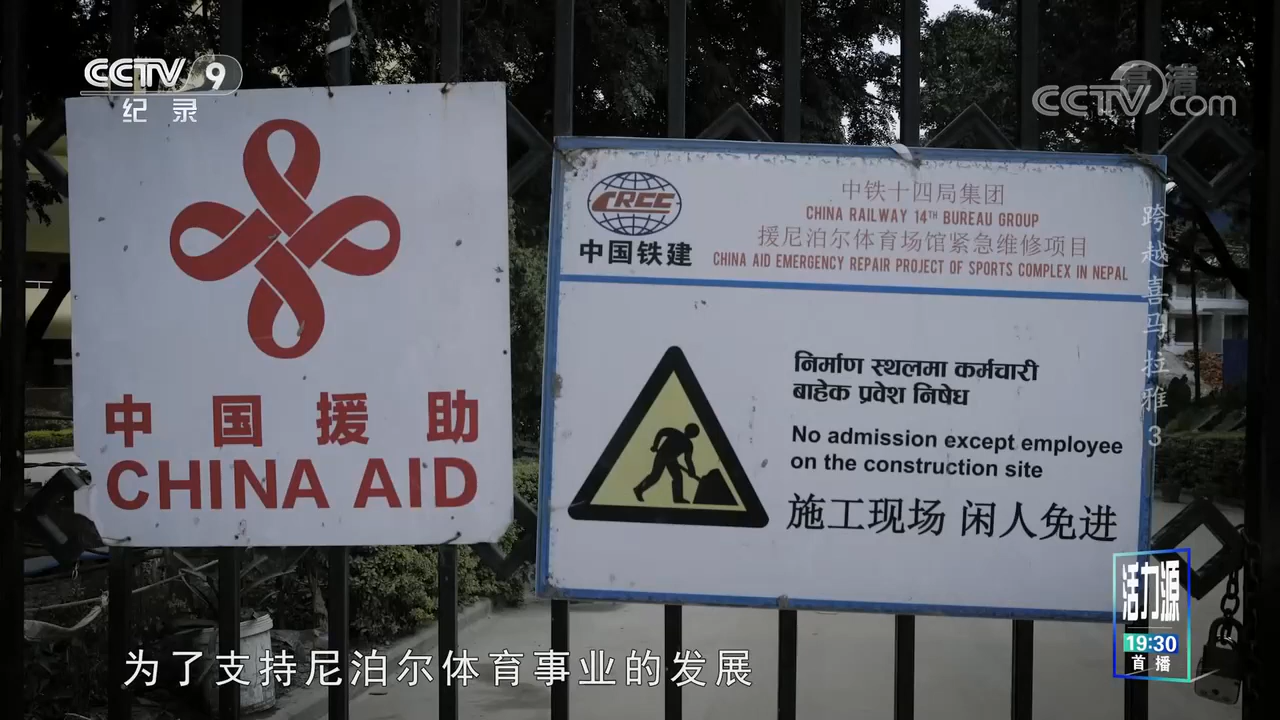 CCTV 9
纪录
高清
CCTV.com
中国援助
CHINA AID
CRCC
中国铁建
中铁十四局集团
CHINA RAILWAY 14TH BUREAU GROUP
援尼泊尔体育场馆紧急维修项目
CHINA AID EMERGENCY REPAIR PROJECT OF SPORTS COMPLEX IN NEPAL
निर्माण स्थलमा कर्मचारी
बाहेक प्रवेश निषेध
No admission except employee
on the construction site
施工现场 闲人免进
跨越喜马拉雅 3
活力源
19:30
首播
为了支持尼泊尔体育事业的发展